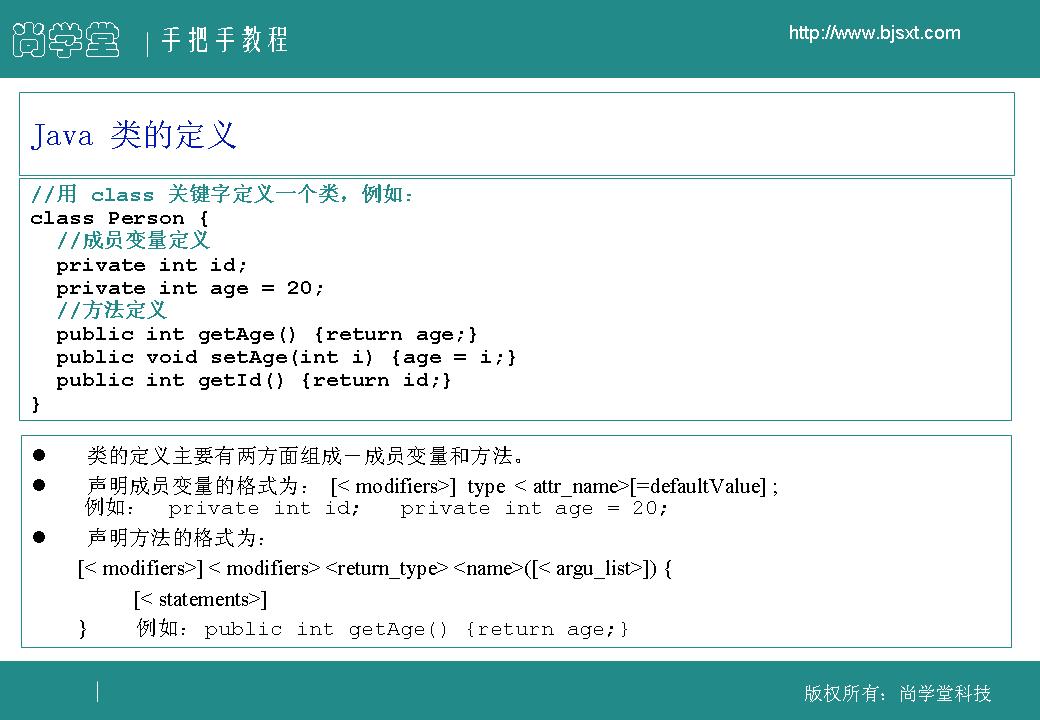 尚学堂
手把手教程
http://www.bjsxt.com
Java 类的定义
//用 class 关键字定义一个类，例如：
class Person {
//成员变量定义
private int id;
private int age = 20;
//方法定义
public int getAge() {return age;}
public void setAge(int i) {age = i;}
public int getId() {return id;}
}
● 类的定义主要有两方面组成－成员变量和方法。
● 声明成员变量的格式为： [< modifiers>] type < attr_name>[=defaultValue] ;
例如： private int id; private int age = 20;
● 声明方法的格式为：
[< modifiers>] < modifiers> <return_type> <name>([< argu_list>]) {
[< statements>]
} 例如：public int getAge() {return age;}
版权所有：尚学堂科技